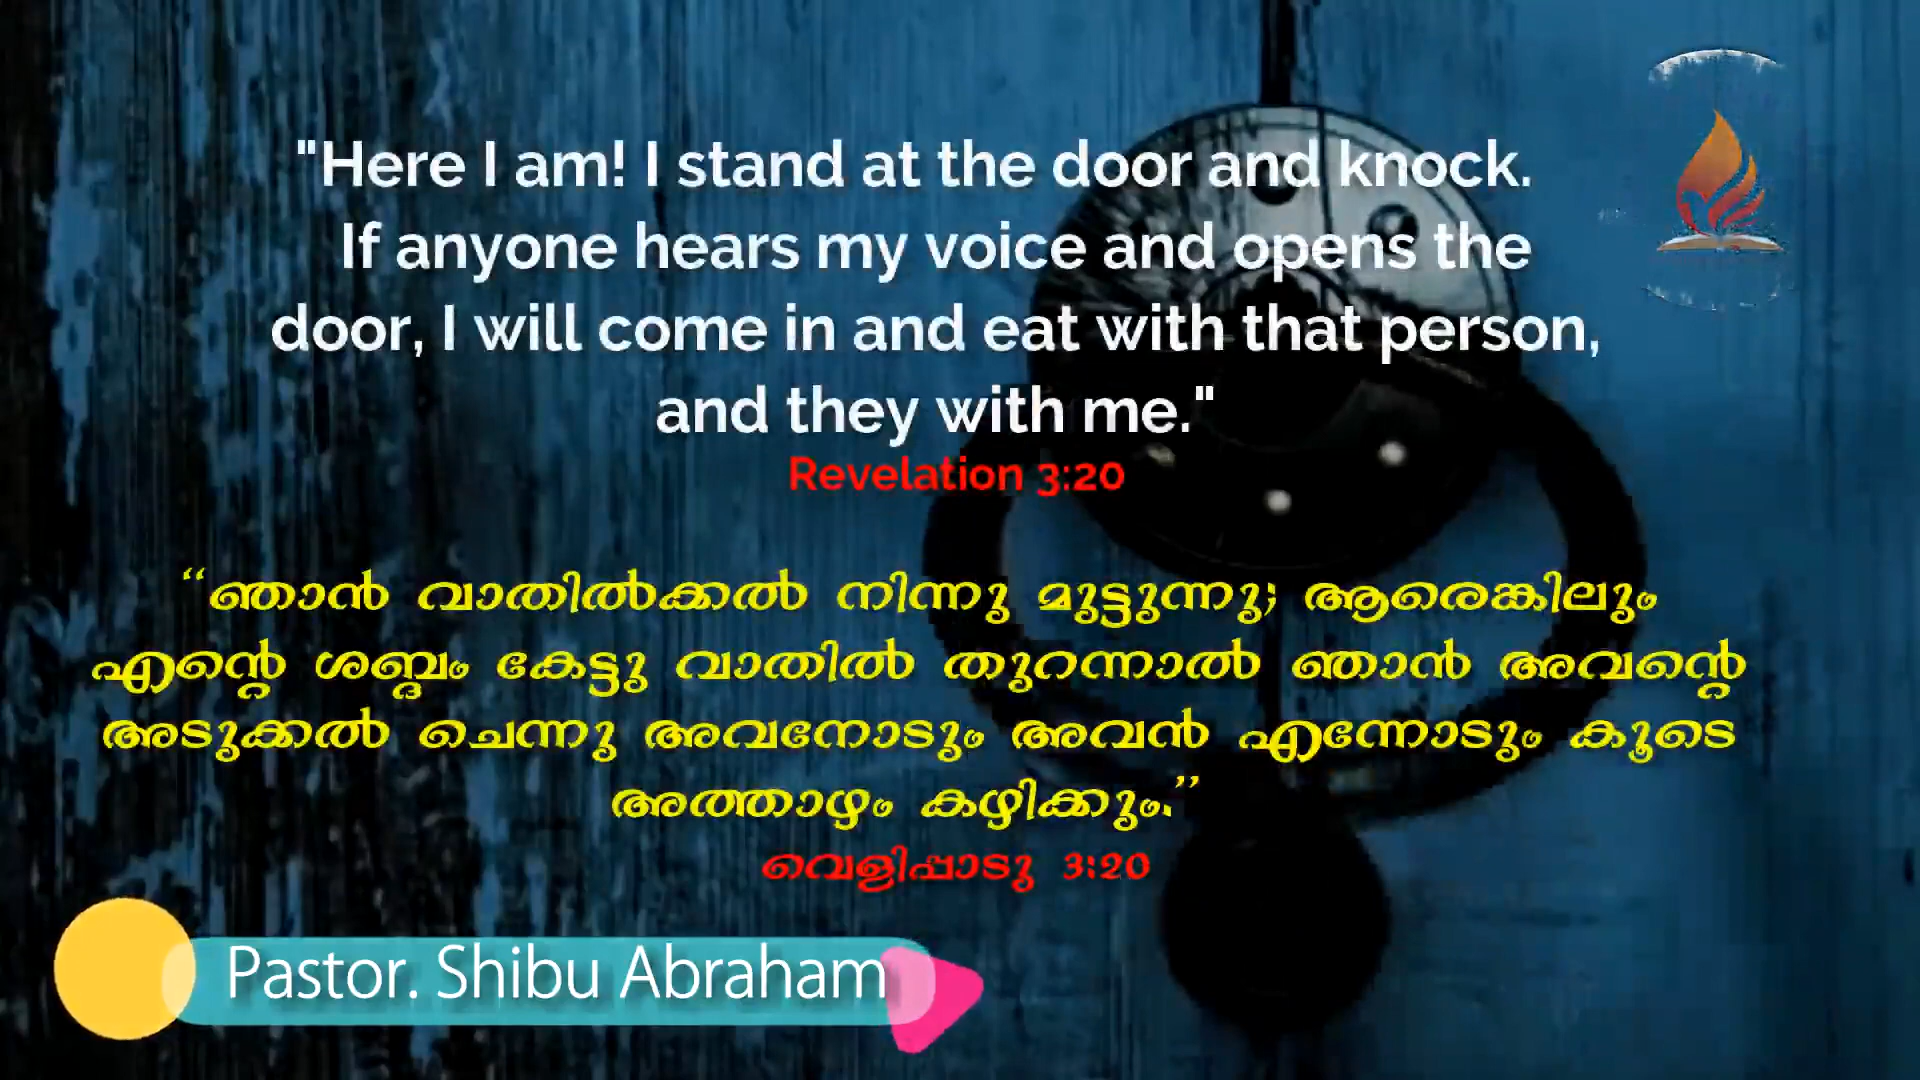 "Here I am! I stand at the door and knock.
If anyone hears my voice and opens the
door, I will come in and eat with that person,
and they with me."
Revelation 3:20
“ഞാൻ വാതിൽക്കൽ നിന്നു മുട്ടുന്നു; ആരെങ്കിലും
എന്റെ ശബ്ദം കേട്ടു വാതിൽ തുറന്നാൽ ഞാൻ അവന്റെ
അടുക്കൽ ചെന്നു അവനോടും അവൻ എന്നോടും കൂടെ
അത്താഴം കഴിക്കും.”
വെളിപ്പാടു 3:20
Pastor. Shibu Abraham